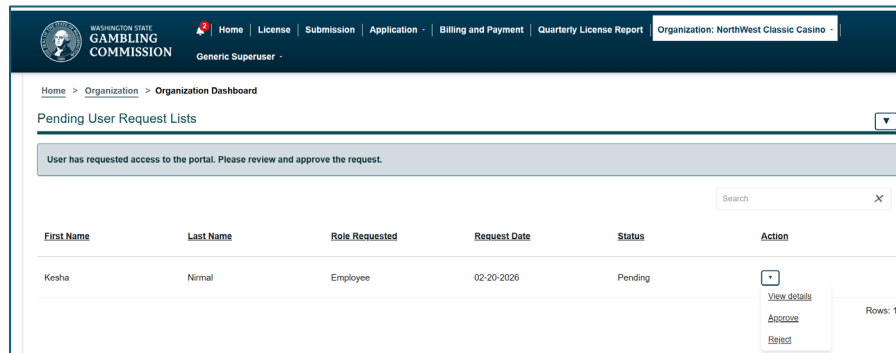 WASHINGTON STATE
GAMBLING
COMMISSION
2
Home | License | Submission | Application - | Billing and Payment | Quarterly License Report | Organization: NorthWest Classic Casino - |
Generic Superuser -
Home > Organization > Organization Dashboard
Pending User Request Lists
User has requested access to the portal. Please review and approve the request.
Search
First Name Last Name Role Requested Request Date Status Action
Kesha Nirmal Employee 02-20-2026 Pending
View details
Approve
Reject
Rows: 1